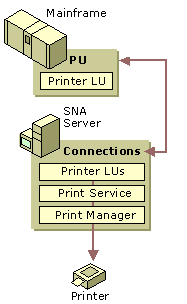 Mainframe
PU
Printer LU
SNA
Server
Connections
Printer LUs
Print Service
Print Manager
Printer